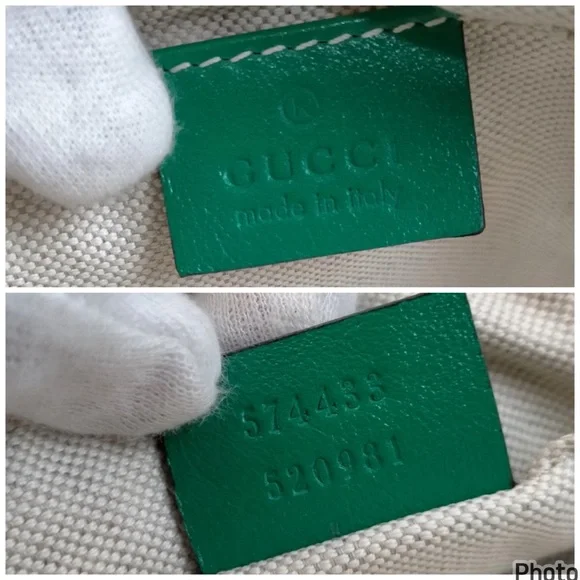 ®
GUCCI
made in italy
574433
520981
Photo